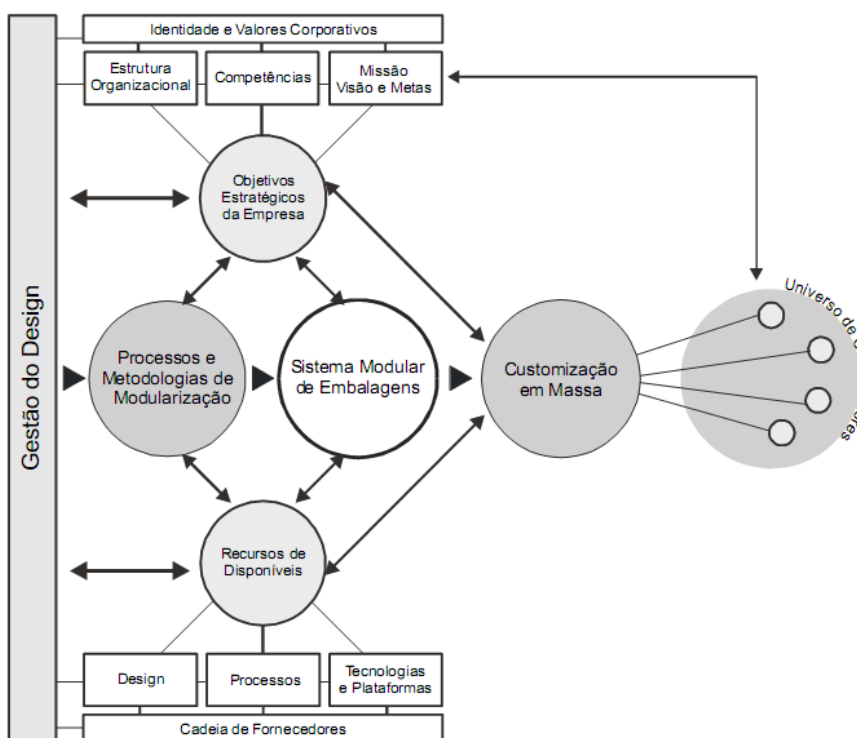 Identidade e Valores Corporativos
Estrutura
Organizacional
Competências
Missão
Visão e Metas
Objetivos
Estratégicos
da Empresa
Gestão do Design
Processos e
Metodologias de
Modularização
Sistema Modular
de Embalagens
Customização
em Massa
Universo de
ores
Recursos de
Disponíveis
Design
Processos
Tecnologias
e Plataformas
Cadeia de Fornecedores